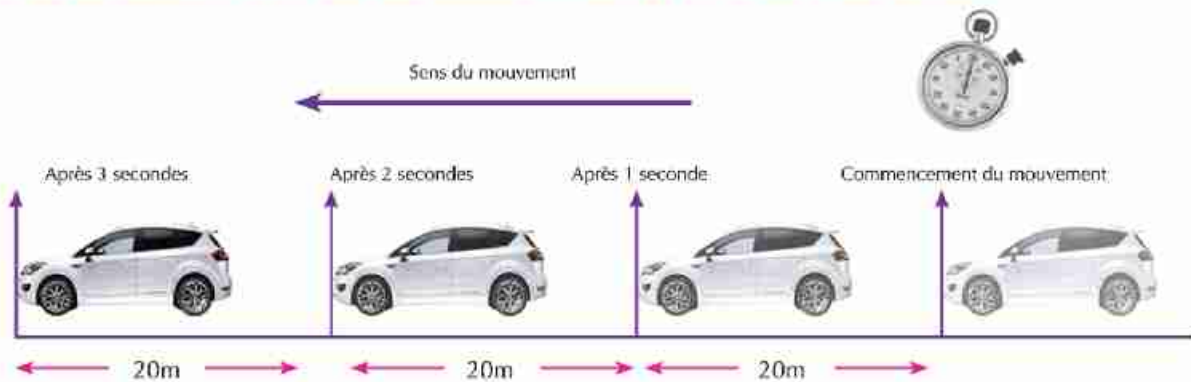 Sens du mouvement
Après 3 secondes
Après 2 secondes
Après 1 seconde
Commencement du mouvement
20m
20m
20m